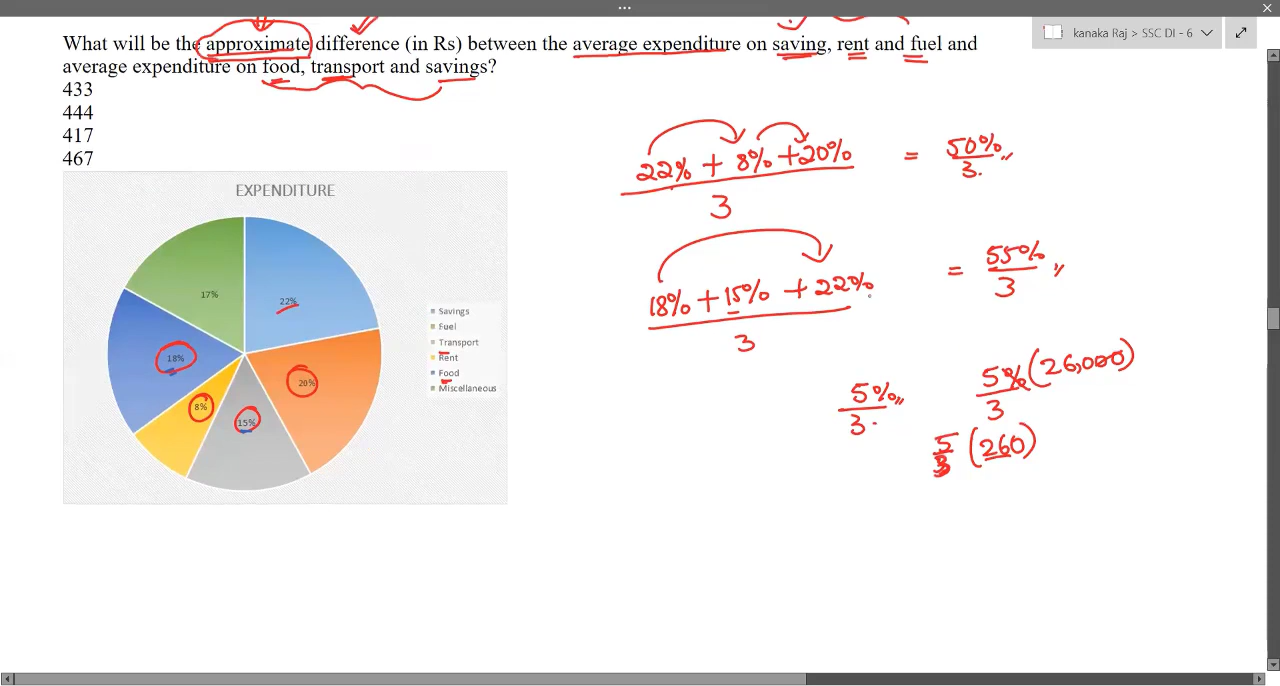 kanaka Raj > SSC DI - 6
What will be the approximate difference (in Rs) between the average expenditure on saving, rent and fuel and
average expenditure on food, transport and savings?
433
444
417
467
EXPENDITURE
22%
20%
15%
8%
18%
17%
Savings
Fuel
Transport
Rent
Food
Miscellaneous
22% + 8% + 20% = 50%
3 3
18% + 15% + 22% = 55%
3 3
5% 5% (26,000)
3 3
5 (260)
3